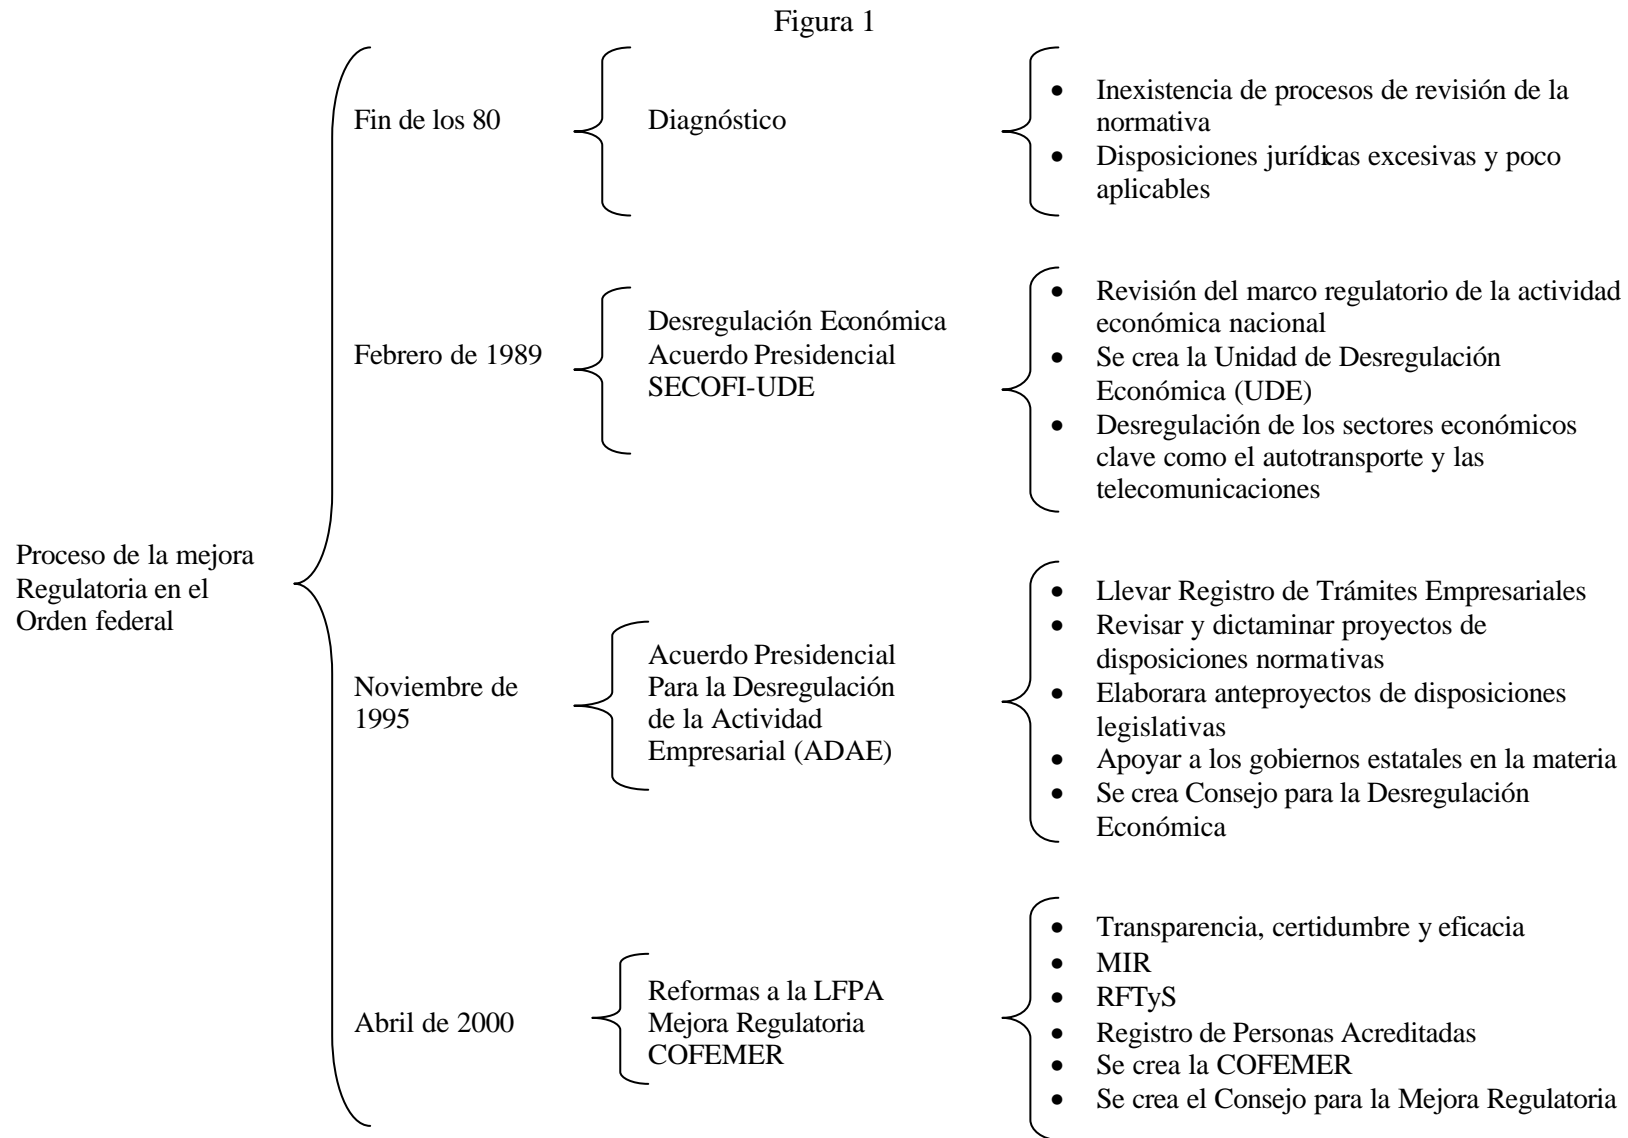 Figura 1
Proceso de la mejora
Regulatoria en el
Orden federal
Fin de los 80
Diagnóstico
• Inexistencia de procesos de revisión de la
normativa
• Disposiciones jurídicas excesivas y poco
aplicables
Febrero de 1989
Desregulación Económica
Acuerdo Presidencial
SECOFI-UDE
• Revisión del marco regulatorio de la actividad
económica nacional
• Se crea la Unidad de Desregulación
Económica (UDE)
• Desregulación de los sectores económicos
clave como el autotransporte y las
telecomunicaciones
Noviembre de
1995
Acuerdo Presidencial
Para la Desregulación
de la Actividad
Empresarial (ADAE)
• Llevar Registro de Trámites Empresariales
• Revisar y dictaminar proyectos de
disposiciones normativas
• Elaborara anteproyectos de disposiciones
legislativas
• Apoyar a los gobiernos estatales en la materia
• Se crea Consejo para la Desregulación
Económica
Abril de 2000
Reformas a la LFPA
Mejora Regulatoria
COFEMER
• Transparencia, certidumbre y eficacia
• MIR
• RFTyS
• Registro de Personas Acreditadas
• Se crea la COFEMER
• Se crea el Consejo para la Mejora Regulatoria